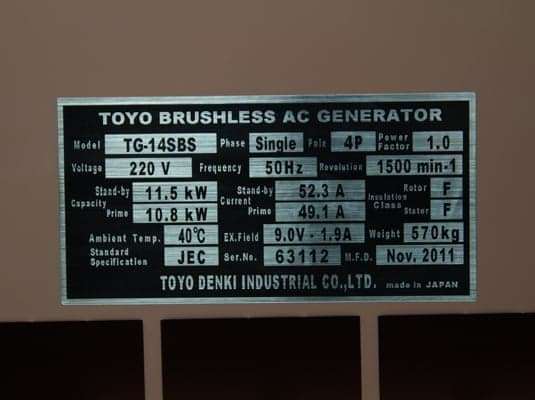 TOYO BRUSHLESS AC GENERATOR
Model TG-14SBS Phase Single Pole 4P Power Factor 1.0
Voltage 220 V Frequency 50Hz Revolution 1500 min-1
Capacity Stand-by 11.5 kW Current Stand-by 52.3 A Insulation Class Rotor F
Prime 10.8 kW Prime 49.1 A Stator F
Ambient Temp. 40℃ EX.Field 9.0V - 1.9A Weight 570kg
Standard Specification JEC Ser.No. 63112 M.F.D. Nov. 2011
TOYO DENKI INDUSTRIAL CO.,LTD. made in JAPAN